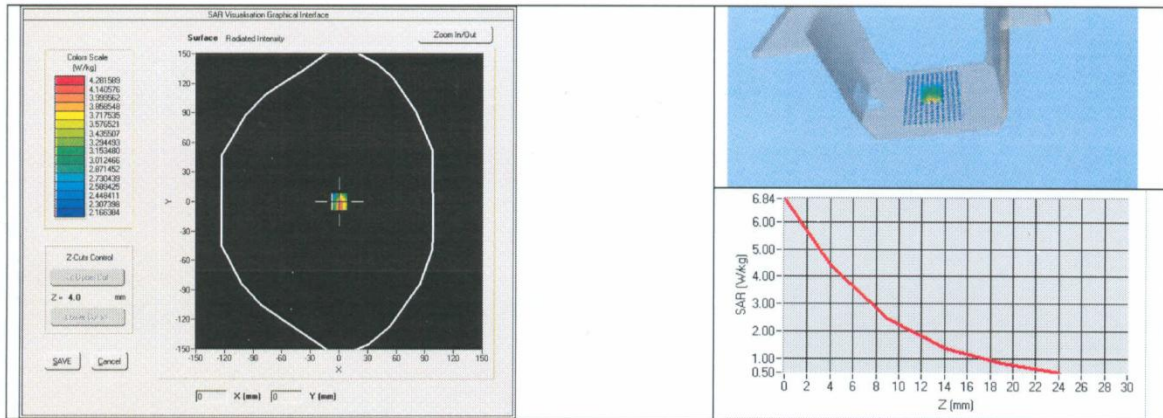 SAR Visualisation Graphical Interface
Surface Radiated Intensity
Zoom In/Out
Colors Scale
(W/kg)
4.281589
4.140576
3.999562
3.858548
3.717535
3.576521
3.435507
3.294493
3.153480
3.012466
2.871452
2.730439
2.589425
2.448411
2.307398
2.166384
Z-Cuts Control
Z = 4.0 mm
SAVE Cancel
150
120
90
60
30
0
-30
-60
-90
-120
-150
Y
-150 -120 -90 -60 -30 0 30 60 90 120 150
X
0 X (mm) 0 Y (mm)
6.84
6.00
5.00
4.00
3.00
2.00
1.00
0.50
SAR (W/kg)
0 2 4 6 8 10 12 14 16 18 20 22 24 26 28 30
Z (mm)